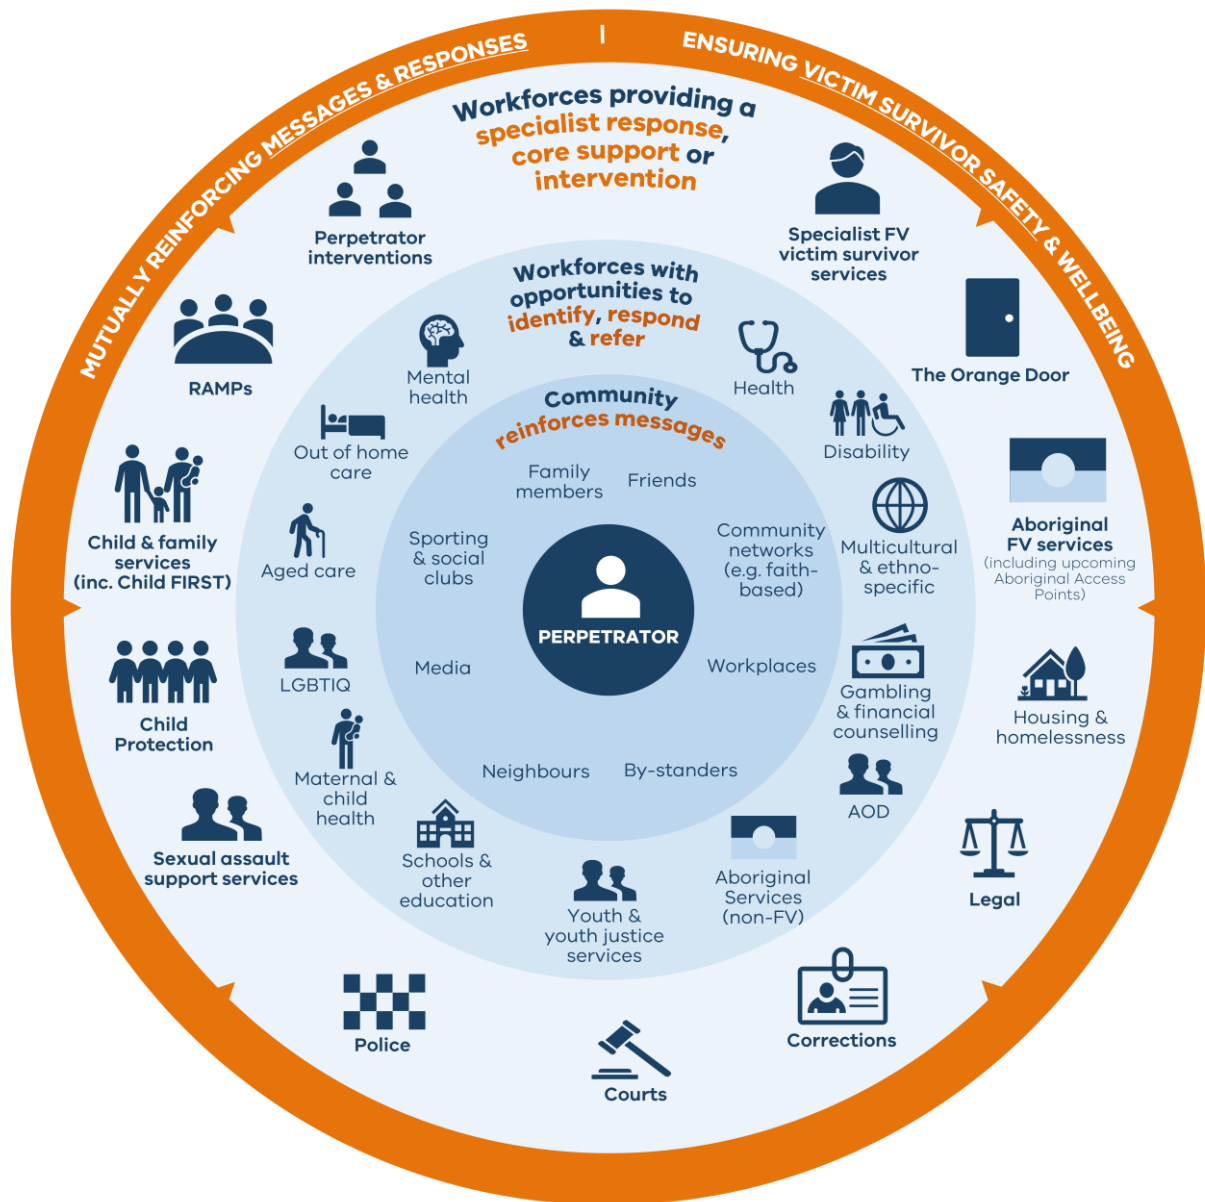 MUTUALLY REINFORCING MESSAGES & RESPONSES
|
ENSURING VICTIM SURVIVOR SAFETY & WELLBEING
Workforces providing a
specialist response,
core support or
intervention
Perpetrator
interventions
Specialist FV
victim survivor
services
RAMPs
The Orange Door
Child & family
services
(inc. Child FIRST)
Aboriginal
FV services
(including upcoming
Aboriginal Access
Points)
Child
Protection
Housing &
homelessness
Sexual assault
support services
Legal
Police
Corrections
Courts
Workforces with
opportunities to
identify, respond
& refer
Mental
health
Health
Out of home
care
Disability
Aged care
Multicultural
& ethno-
specific
LGBTIQ
Gambling
& financial
counselling
Maternal &
child
health
AOD
Schools &
other
education
Aboriginal
Services
(non-FV)
Youth &
youth justice
services
Community
reinforces messages
Family
members
Friends
Sporting
& social
clubs
Community
networks
(e.g. faith-
based)
Media
Workplaces
Neighbours
By-standers
PERPETRATOR